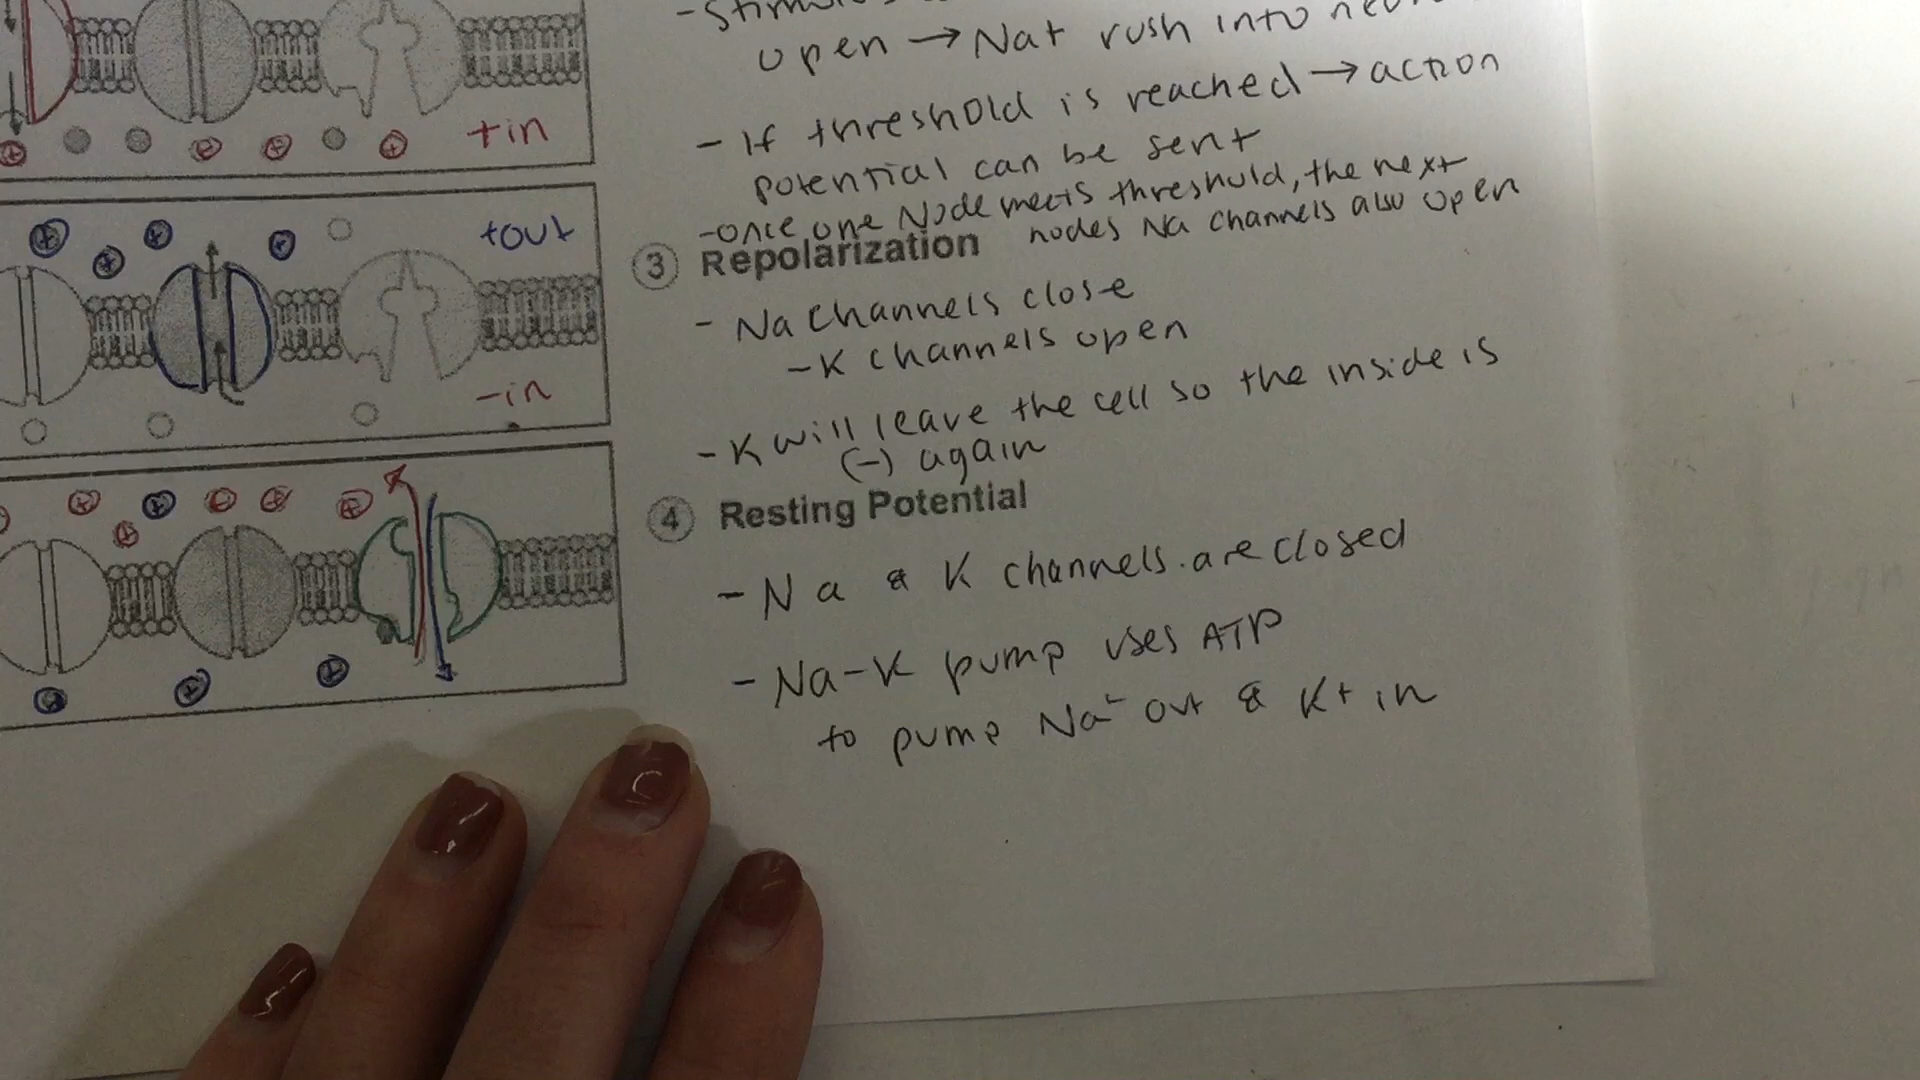 - Stimulus
open → Na+ rush into neuro
- If threshold is reached → action
potential can be sent
- once one Node meets threshold, the next
nodes Na channels also open
3 Repolarization
- Na channels close
- K channels open
- K will leave the cell so the inside is
(-) again
4 Resting Potential
- Na & K channels are closed
- Na-K pump uses ATP
to pump Na+ out & K+ in
+in
+out
-in